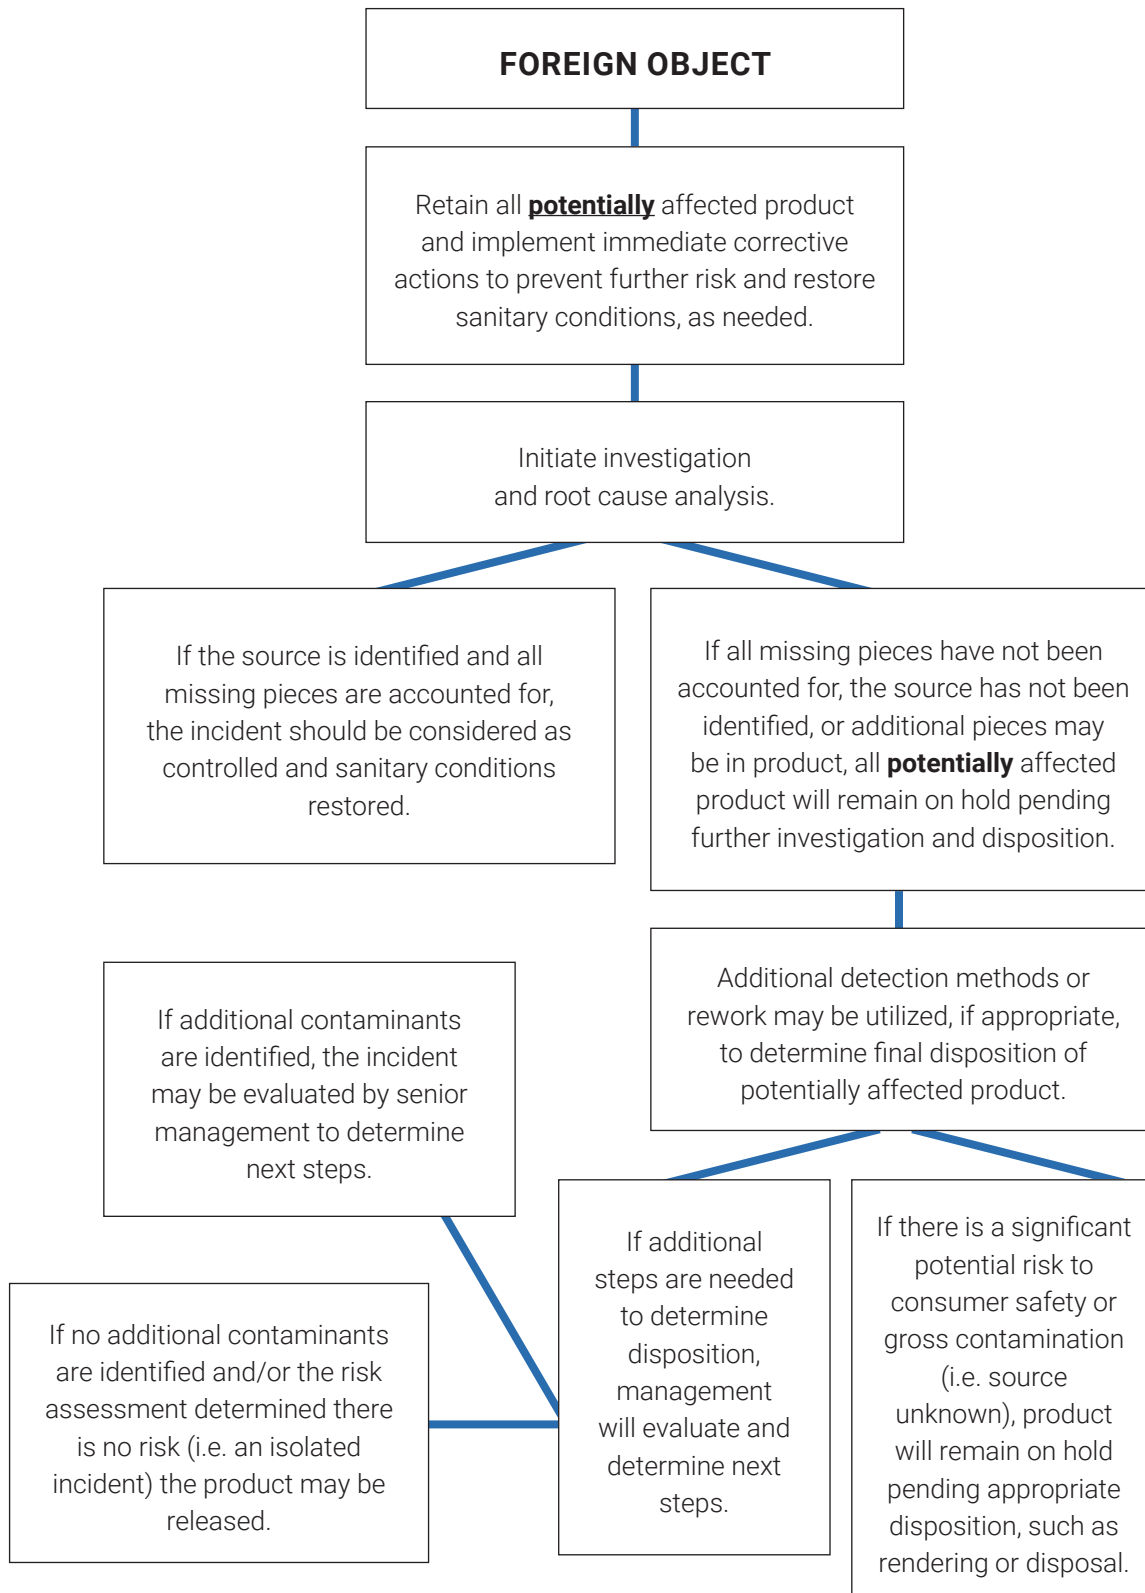 FOREIGN OBJECT
Retain all potentially affected product
and implement immediate corrective
actions to prevent further risk and restore
sanitary conditions, as needed.
Initiate investigation
and root cause analysis.
If the source is identified and all
missing pieces are accounted for,
the incident should be considered as
controlled and sanitary conditions
restored.
If all missing pieces have not been
accounted for, the source has not been
identified, or additional pieces may
be in product, all potentially affected
product will remain on hold pending
further investigation and disposition.
Additional detection methods or
rework may be utilized, if appropriate,
to determine final disposition of
potentially affected product.
If additional contaminants
are identified, the incident
may be evaluated by senior
management to determine
next steps.
If no additional contaminants
are identified and/or the risk
assessment determined there
is no risk (i.e. an isolated
incident) the product may be
released.
If additional
steps are needed
to determine
disposition,
management
will evaluate and
determine next
steps.
If there is a significant
potential risk to
consumer safety or
gross contamination
(i.e. source
unknown), product
will remain on hold
pending appropriate
disposition, such as
rendering or disposal.